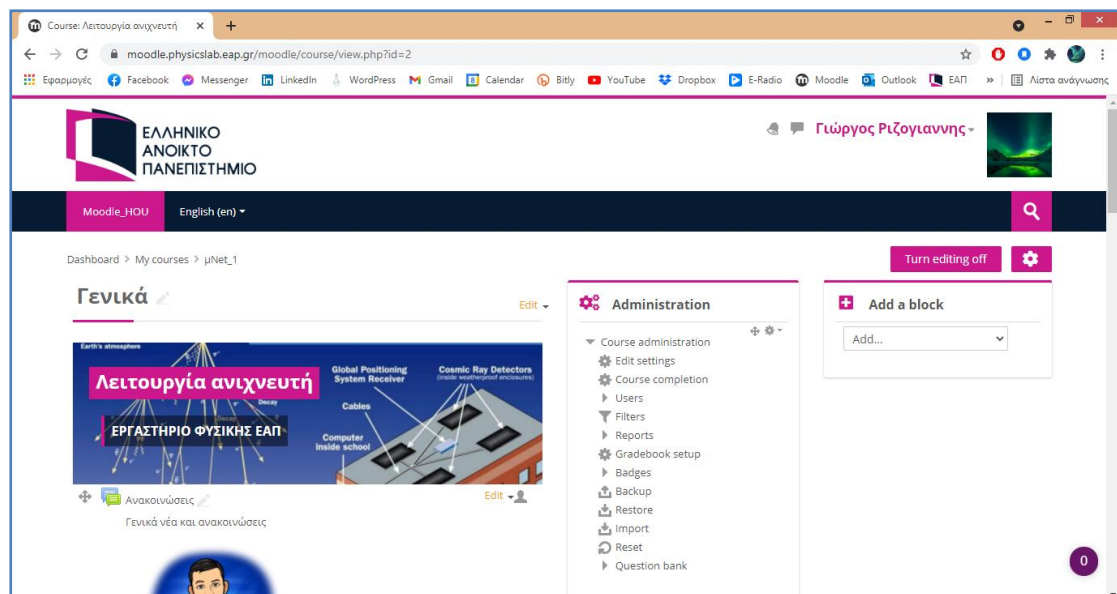 Course: Λειτουργία ανιχνευτή
moodle.physicslab.eap.gr/moodle/course/view.php?id=2
Εφαρμογές Facebook Messenger LinkedIn WordPress Gmail Calendar Bitly YouTube Dropbox E-Radio Moodle Outlook ΕΑΠ » Λίστα ανάγνωσης
ΕΛΛΗΝΙΚΟ
ΑΝΟΙΚΤΟ
ΠΑΝΕΠΙΣΤΗΜΙΟ
Γιώργος Ριζογιαννης
Moodle_HOU English (en)
Dashboard > My courses > μNet_1
Turn editing off
Γενικά
Edit
Earth's atmosphere
Λειτουργία ανιχνευτή
ΕΡΓΑΣΤΗΡΙΟ ΦΥΣΙΚΗΣ ΕΑΠ
Decay
Decay
Global Positioning
System Receiver
Cosmic Ray Detectors
(inside weatherproof enclosures)
Cables
Computer
inside school
Ανακοινώσεις
Edit
Γενικά νέα και ανακοινώσεις
Administration
Course administration
Edit settings
Course completion
Users
Filters
Reports
Gradebook setup
Badges
Backup
Restore
Import
Reset
Question bank
Add a block
Add...
0